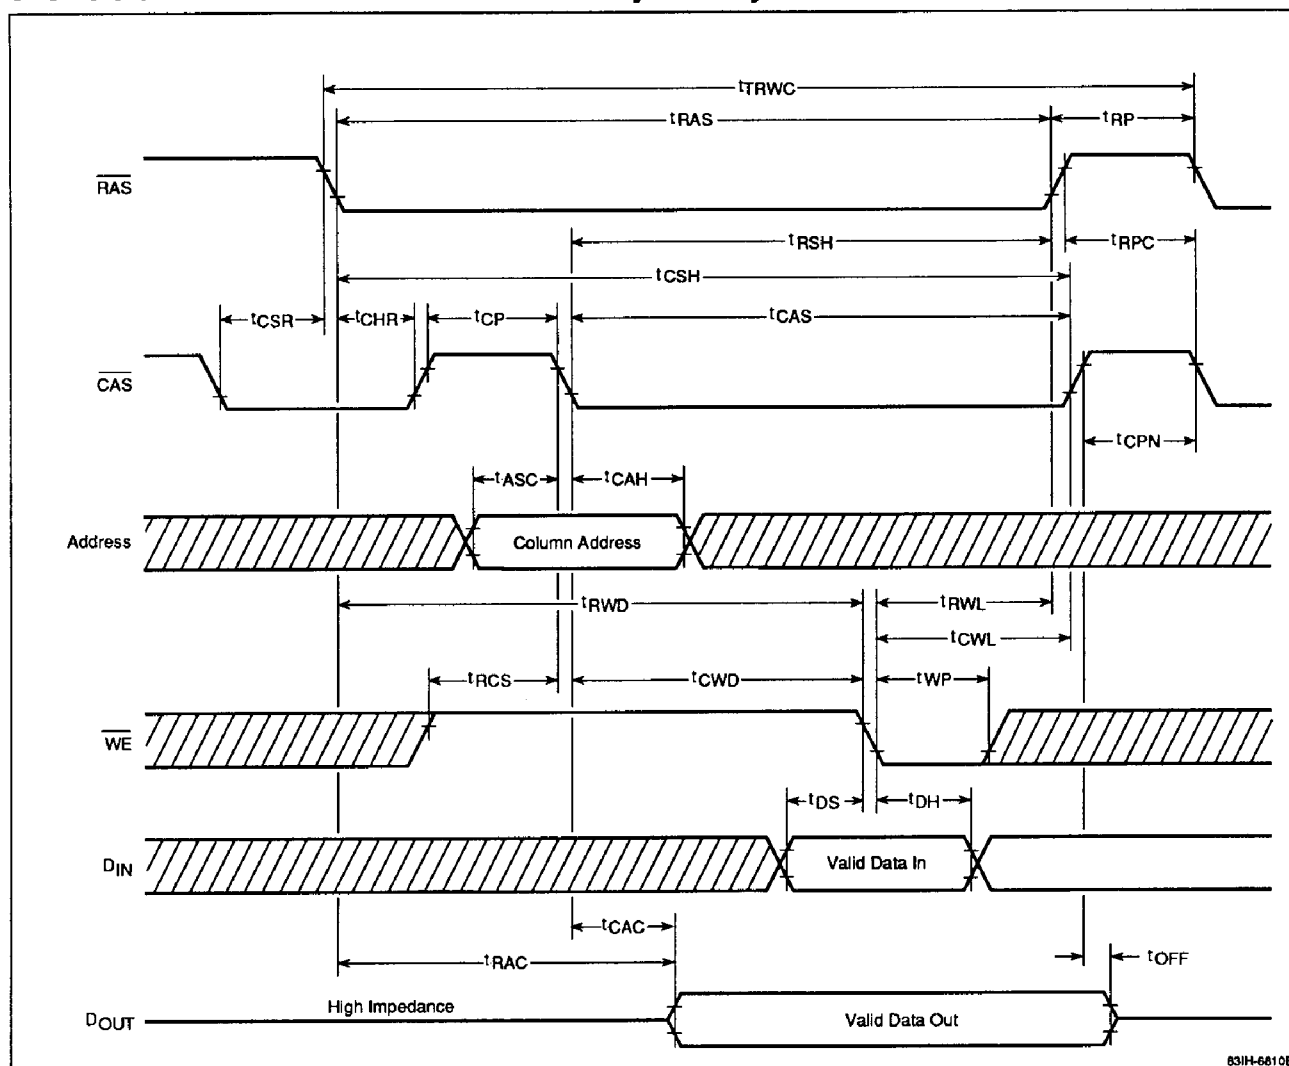 tTRWC
tRAS
tRP
RAS
tRSH
tRPC
tCSH
tCSR
tCHR
tCP
tCAS
CAS
tCPN
tASC
tCAH
Address
Column Address
tRWD
tRWL
tCWL
tRCS
tCWD
tWP
WE
tDS
tDH
DIN
Valid Data In
tCAC
tRAC
tOFF
High Impedance
DOUT
Valid Data Out